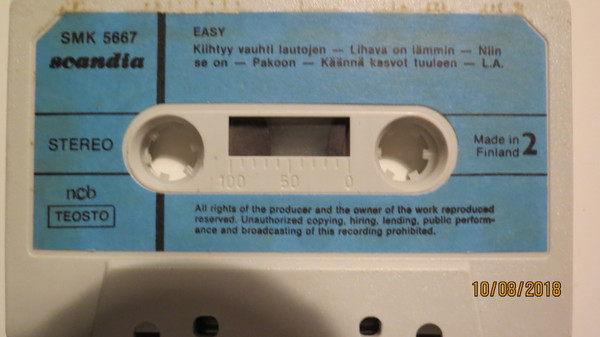 SMK 5667
scandia
EASY
Kiihtyy vauhti lautojen — Lihava on lämmin — Niin
se on — Pakoon — Käännä kasvot tuuleen — L.A.
STEREO
Made in
Finland 2
100 50 0
ncb
TEOSTO
All rights of the producer and the owner of the work reproduced
reserved. Unauthorized copying, hiring, lending, public perform-
ance and broadcasting of this recording prohibited.
10/08/2018